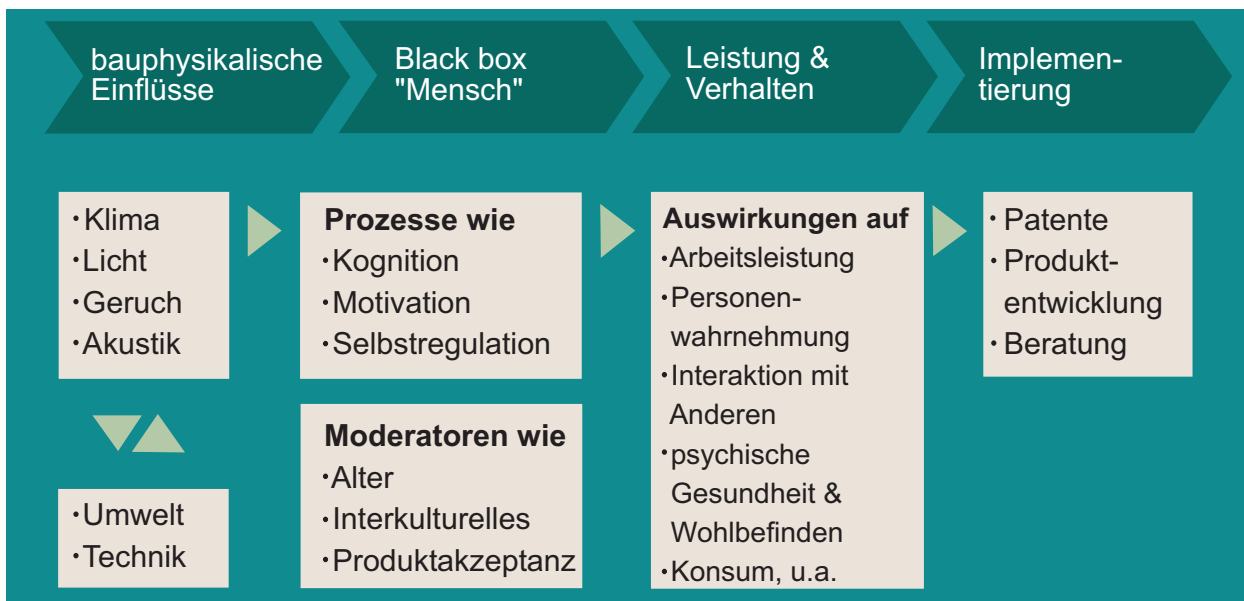 bauphysikalische
Einflüsse
Black box
"Mensch"
Leistung &
Verhalten
Implemen-
tierung
·Klima
·Licht
·Geruch
·Akustik
·Umwelt
·Technik
Prozesse wie
·Kognition
·Motivation
·Selbstregulation
Moderatoren wie
·Alter
·Interkulturelles
·Produktakzeptanz
Auswirkungen auf
·Arbeitsleistung
·Personen-
wahrnehmung
·Interaktion mit
Anderen
·psychische
Gesundheit &
Wohlbefinden
·Konsum, u.a.
· Patente
· Produkt-
entwicklung
· Beratung